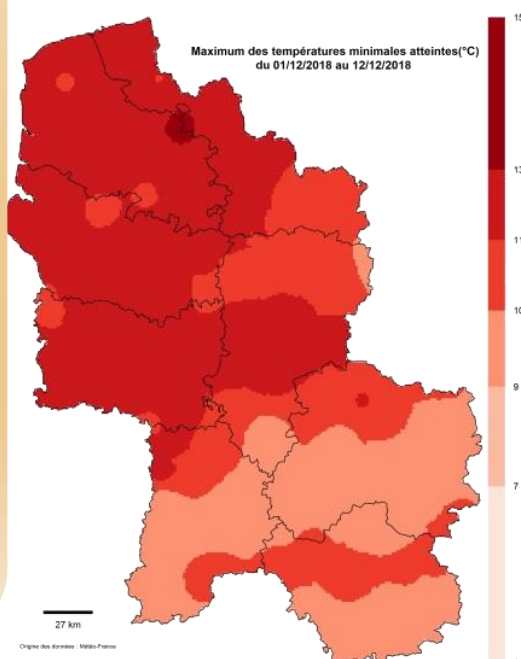 Maximum des températures minimales atteintes(°C)
du 01/12/2018 au 12/12/2018
15
13
11
10
9
7
27 km
Origine des données : Météo-France